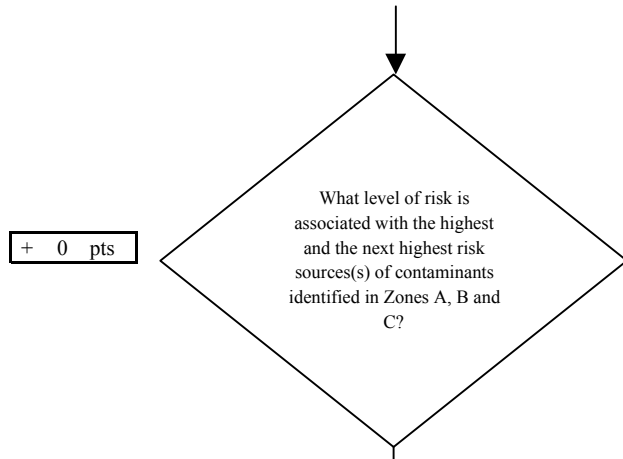 What level of risk is
associated with the highest
and the next highest risk
sources(s) of contaminants
identified in Zones A, B and
C?
+ 0 pts